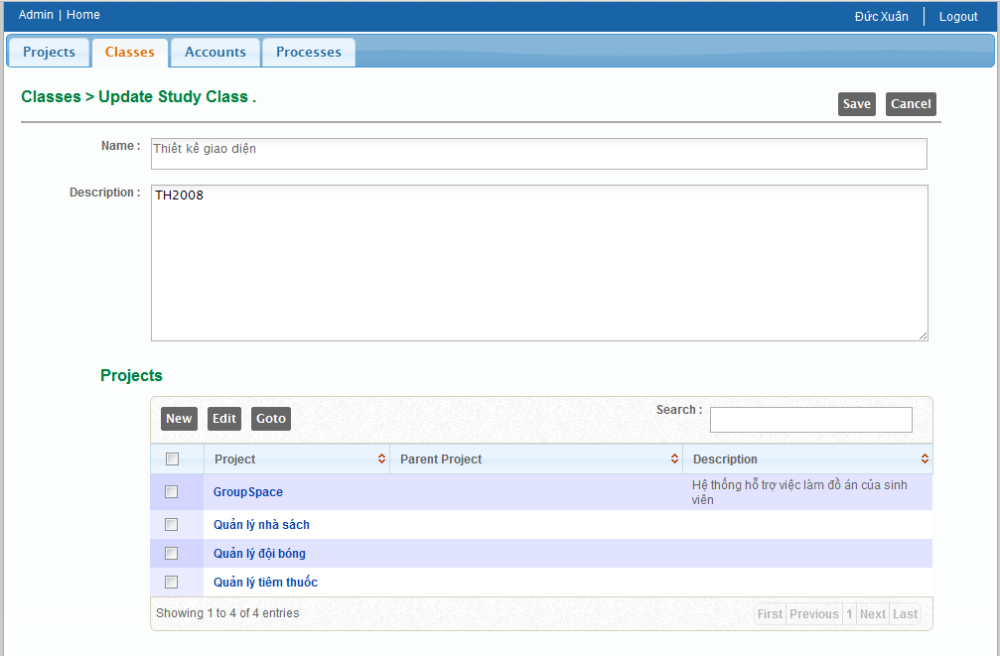 Admin | Home
Đức Xuân
Logout
Projects
Classes
Accounts
Processes
Classes > Update Study Class .
Save
Cancel
Name :
Thiết kế giao diện
Description :
TH2008
Projects
New
Edit
Goto
Search :
Project
Parent Project
Description
GroupSpace
Hệ thống hỗ trợ việc làm đồ án của sinh
viên
Quản lý nhà sách
Quản lý đội bóng
Quản lý tiêm thuốc
Showing 1 to 4 of 4 entries
First
Previous
1
Next
Last